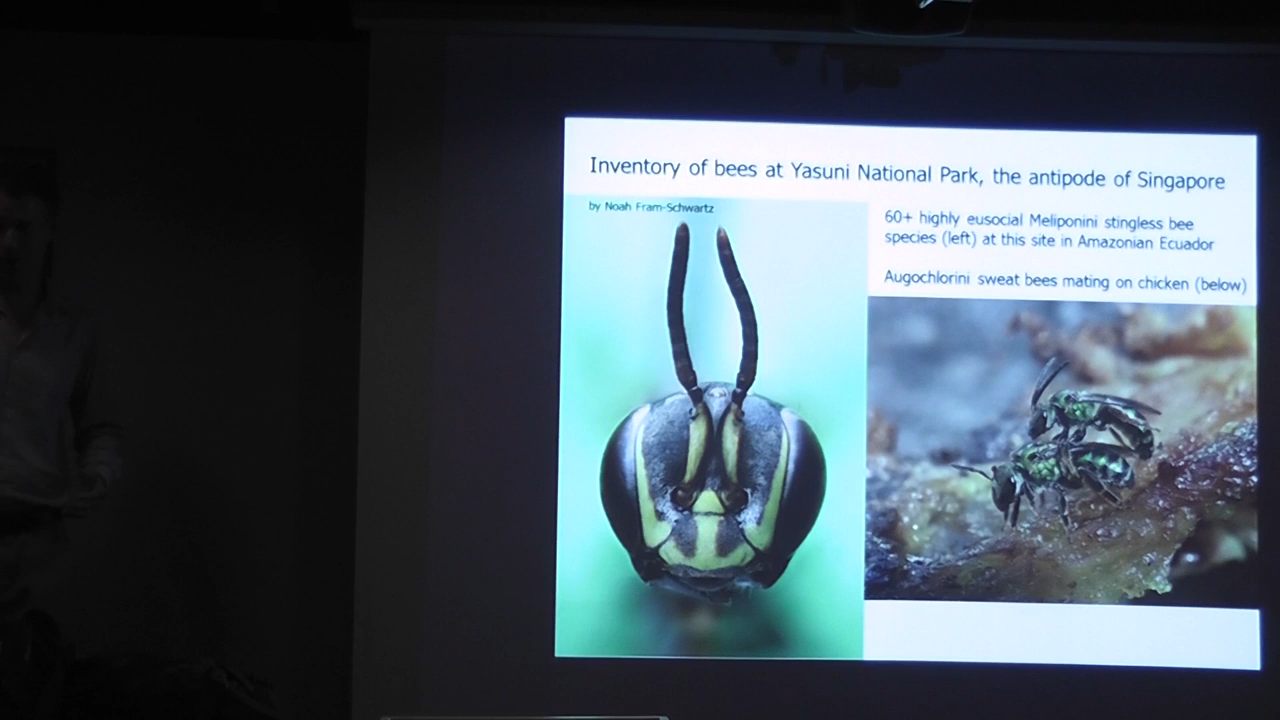 Inventory of bees at Yasuni National Park, the antipode of Singapore
by Noah Fram-Schwartz
60+ highly eusocial Meliponini stingless bee
species (left) at this site in Amazonian Ecuador
Augochlorini sweat bees mating on chicken (below)